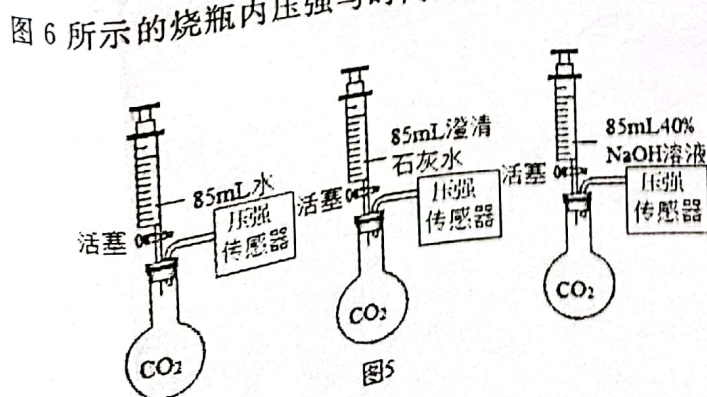 图6所示的烧瓶内压强与时
85mL水
活塞
压强
传感器
CO₂
85mL澄清
石灰水
活塞
压强
传感器
CO₂
85mL40%
NaOH溶液
活塞
压强
传感器
CO₂
图5